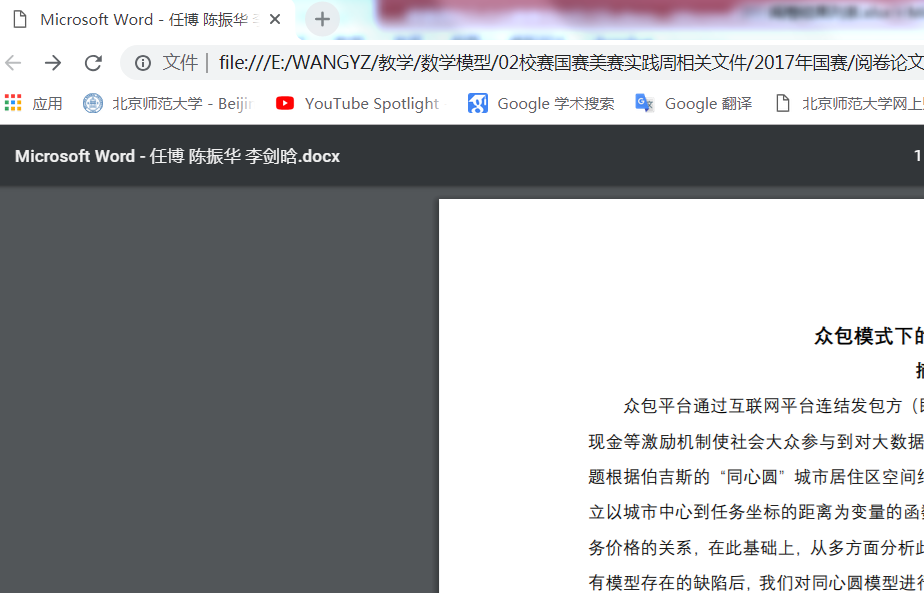 Microsoft Word - 任博 陈振华
文件 | file:///E:/WANGYZ/教学/数学模型/02校赛国赛美赛实践周相关文件/2017年国赛/阅卷论文
应用 北京师范大学 - Beijin YouTube Spotlight Google 学术搜索 Google 翻译 北京师范大学网上
Microsoft Word - 任博 陈振华 李剑晗.docx 1
众包模式下的
摘
众包平台通过互联网平台连结发包方（即
现金等激励机制使社会大众参与到对大数据
题根据伯吉斯的“同心圆”城市居住区空间结
立以城市中心到任务坐标的距离为变量的函数
务价格的关系，在此基础上，从多方面分析此
有模型存在的缺陷后，我们对同心圆模型进行